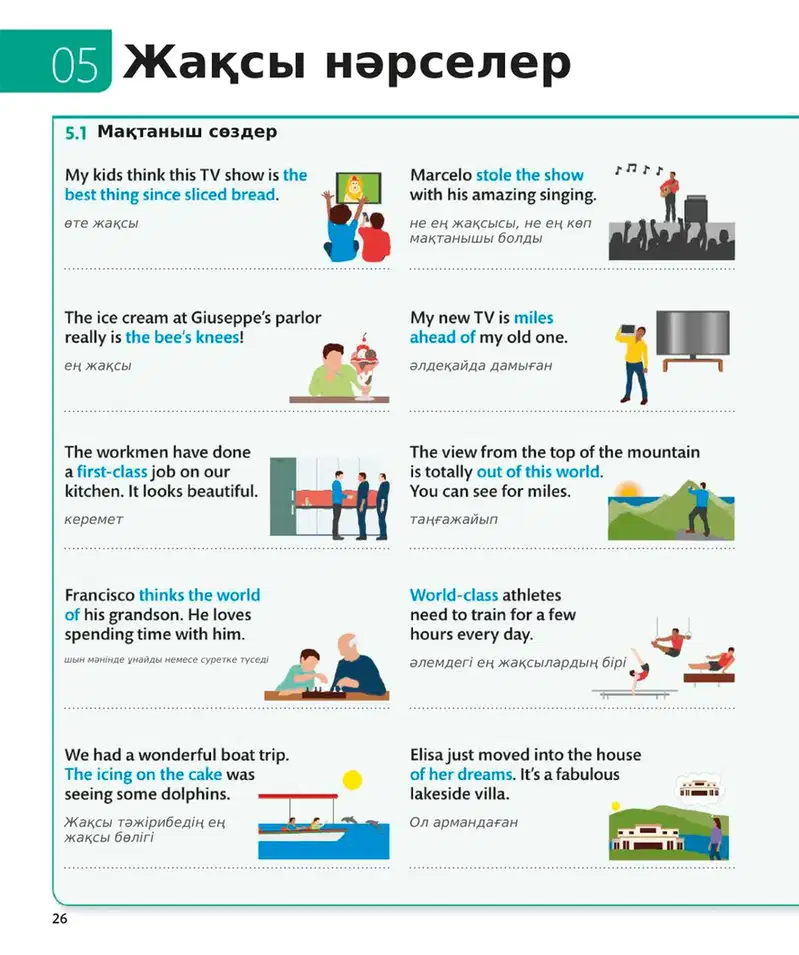 05 Жақсы нәрселер
5.1 Мақтаныш сөздер
My kids think this TV show is the
best thing since sliced bread.
өте жақсы
Marcelo stole the show
with his amazing singing.
не ең жақсысы, не ең көп
мақтанышы болды
The ice cream at Giuseppe's parlor
really is the bee's knees!
ең жақсы
My new TV is miles
ahead of my old one.
әлдеқайда дамыған
The workmen have done
a first-class job on our
kitchen. It looks beautiful.
керемет
The view from the top of the mountain
is totally out of this world.
You can see for miles.
таңғажайып
Francisco thinks the world
of his grandson. He loves
spending time with him.
шын мәнінде ұнайды немесе суретке түседі
World-class athletes
need to train for a few
hours every day.
әлемдегі ең жақсылардың бірі
We had a wonderful boat trip.
The icing on the cake was
seeing some dolphins.
Жақсы тәжірибедің ең
жақсы бөлігі
Elisa just moved into the house
of her dreams. It's a fabulous
lakeside villa.
Ол армандаған
26